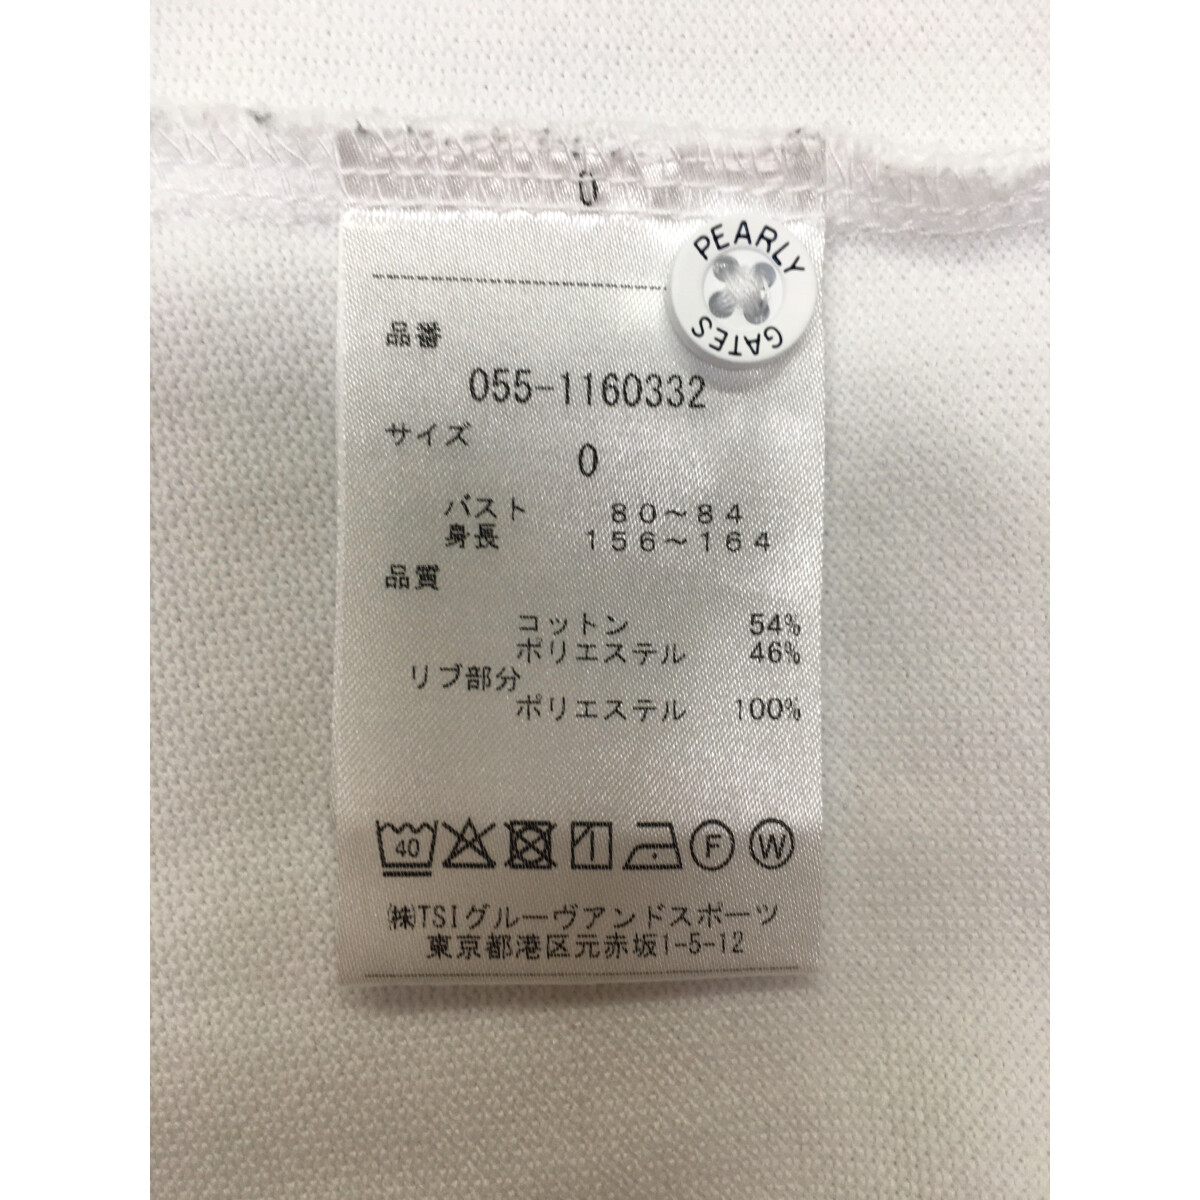 0
PEARLY
GATES
品番
055-1160332
サイズ
0
バスト 80～84
身長 156～164
品質
コットン 54%
ポリエステル 46%
リブ部分
ポリエステル 100%
40 F W
㈱TSIグルーヴアンドスポーツ
東京都港区元赤坂1-5-12